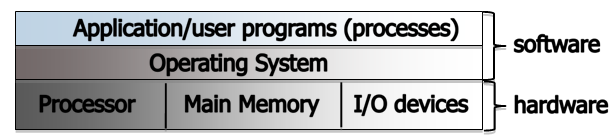 Application/user programs (processes)
software
Operating System
Processor Main Memory I/O devices
hardware